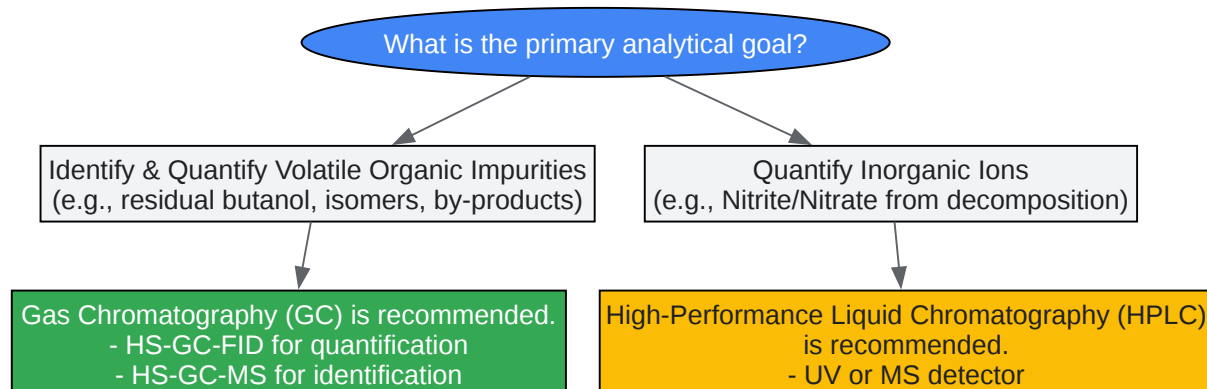 What is the primary analytical goal?
Identify & Quantify Volatile Organic Impurities
(e.g., residual butanol, isomers, by-products)
Quantify Inorganic Ions
(e.g., Nitrite/Nitrate from decomposition)
Gas Chromatography (GC) is recommended.
- HS-GC-FID for quantification
- HS-GC-MS for identification
High-Performance Liquid Chromatography (HPLC)
is recommended.
- UV or MS detector